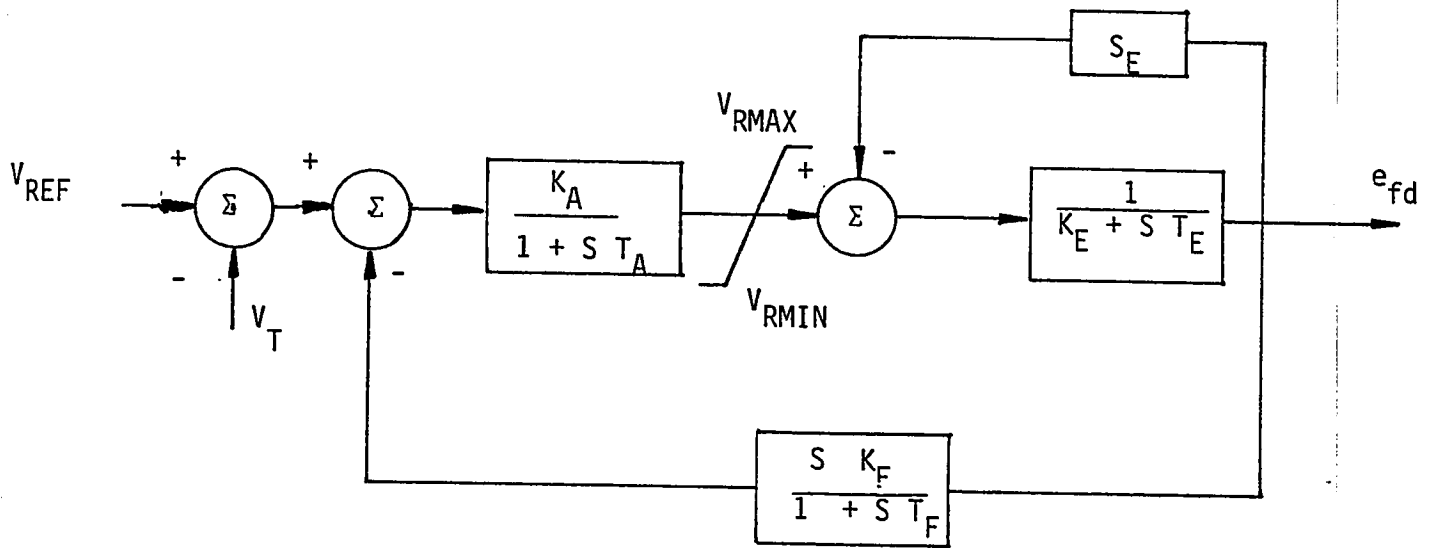 S_E
V_RMAX
+
+
+
-
V_REF
Σ
Σ
K_A
1 + S T_A
Σ
1
K_E + S T_E
e_fd
-
-
V_T
V_RMIN
S K_F
1 + S T_F